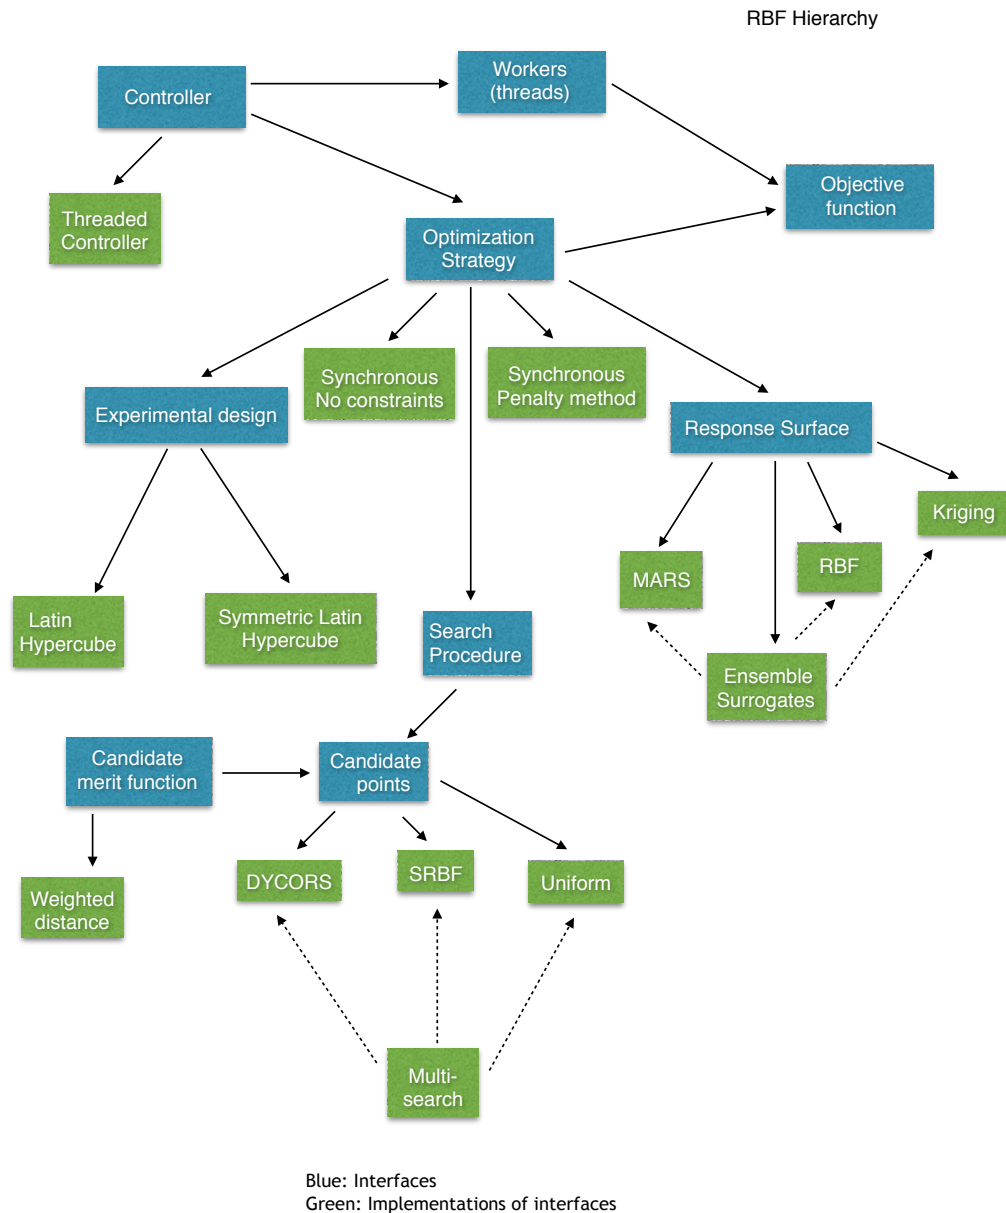 RBF Hierarchy
Controller
Workers
(threads)
Threaded
Controller
Objective
function
Optimization
Strategy
Synchronous
No constraints
Synchronous
Penalty method
Experimental design
Response Surface
Kriging
MARS
RBF
Latin
Hypercube
Symmetric Latin
Hypercube
Search
Procedure
Ensemble
Surrogates
Candidate
merit function
Candidate
points
DYCORS
SRBF
Uniform
Weighted
distance
Multi-
search
Blue: Interfaces
Green: Implementations of interfaces